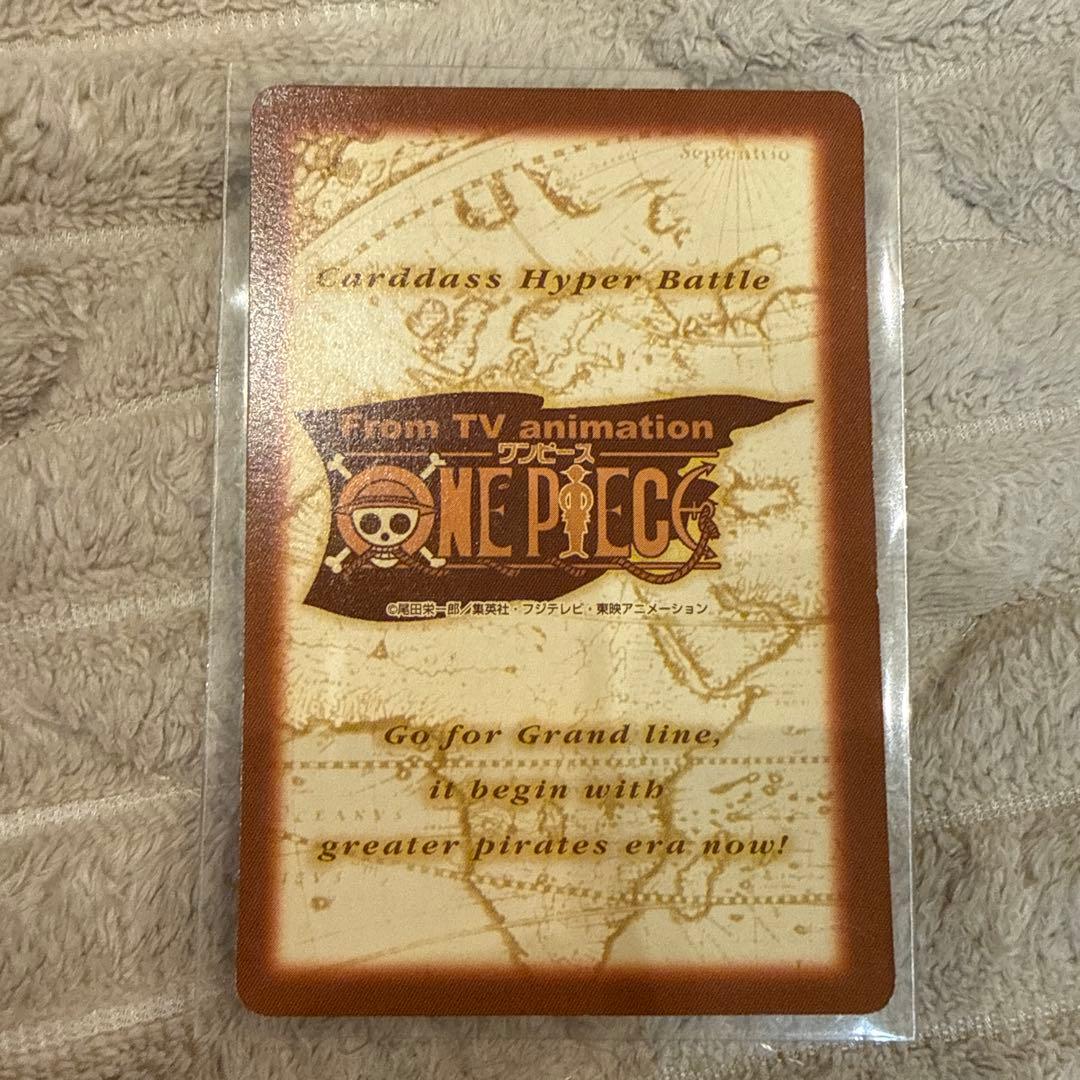 Septentrio
Carddass Hyper Battle
From TV animation
ワンピース
ONE PIECE
©尾田栄一郎／集英社・フジテレビ・東映アニメーション
Go for Grand line,
it begin with
greater pirates era now!